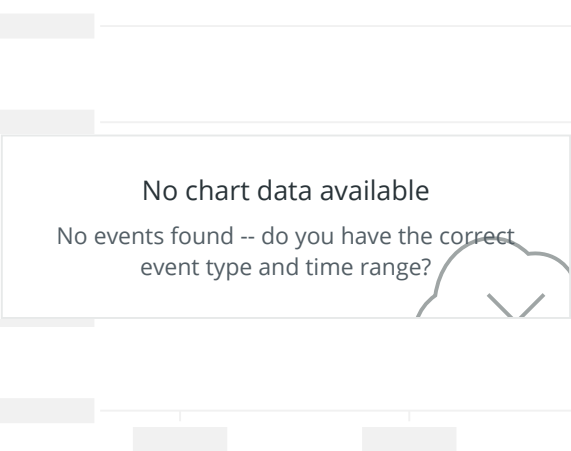 No chart data available
No events found -- do you have the correct
event type and time range?